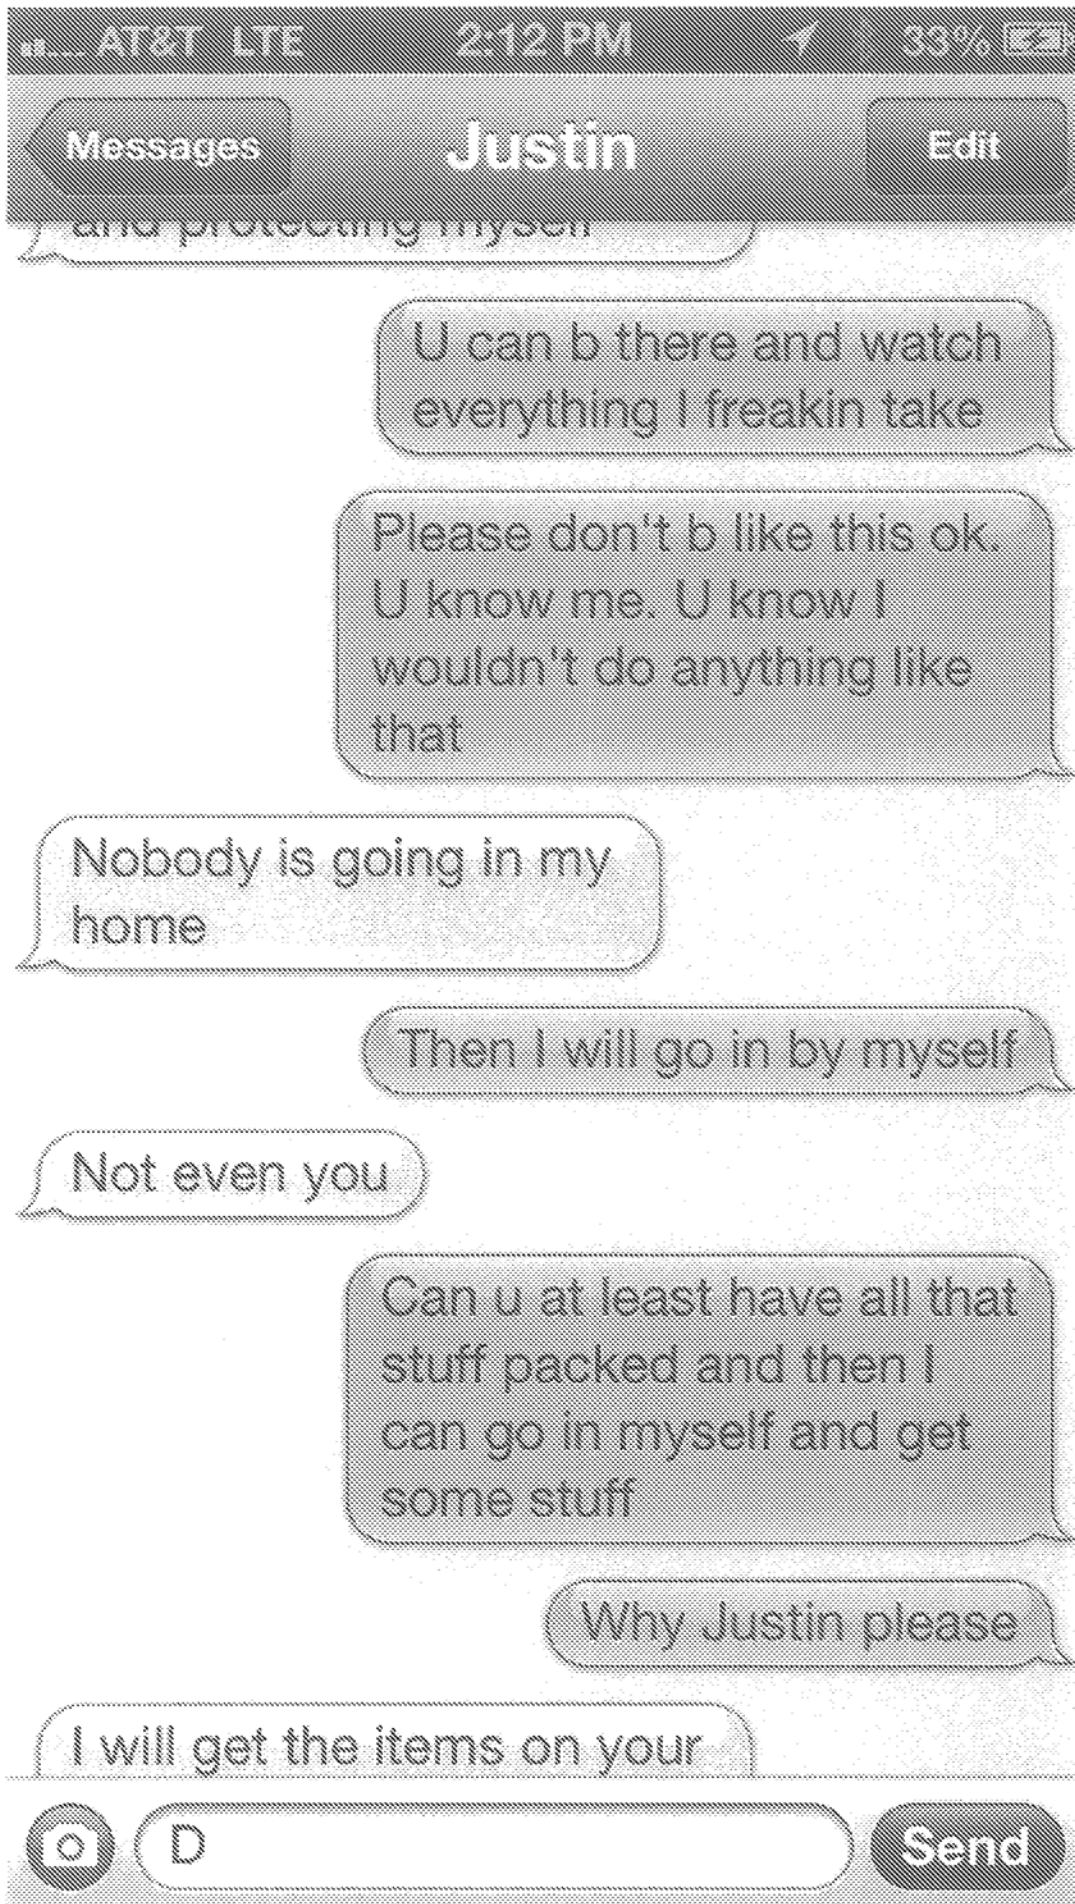 AT&T LTE 2:12 PM 33%
Messages Justin Edit
and protecting myself
U can b there and watch
everything I freakin take
Please don't b like this ok.
U know me. U know I
wouldn't do anything like
that
Nobody is going in my
home
Then I will go in by myself
Not even you
Can u at least have all that
stuff packed and then I
can go in myself and get
some stuff
Why Justin please
I will get the items on your
D Send